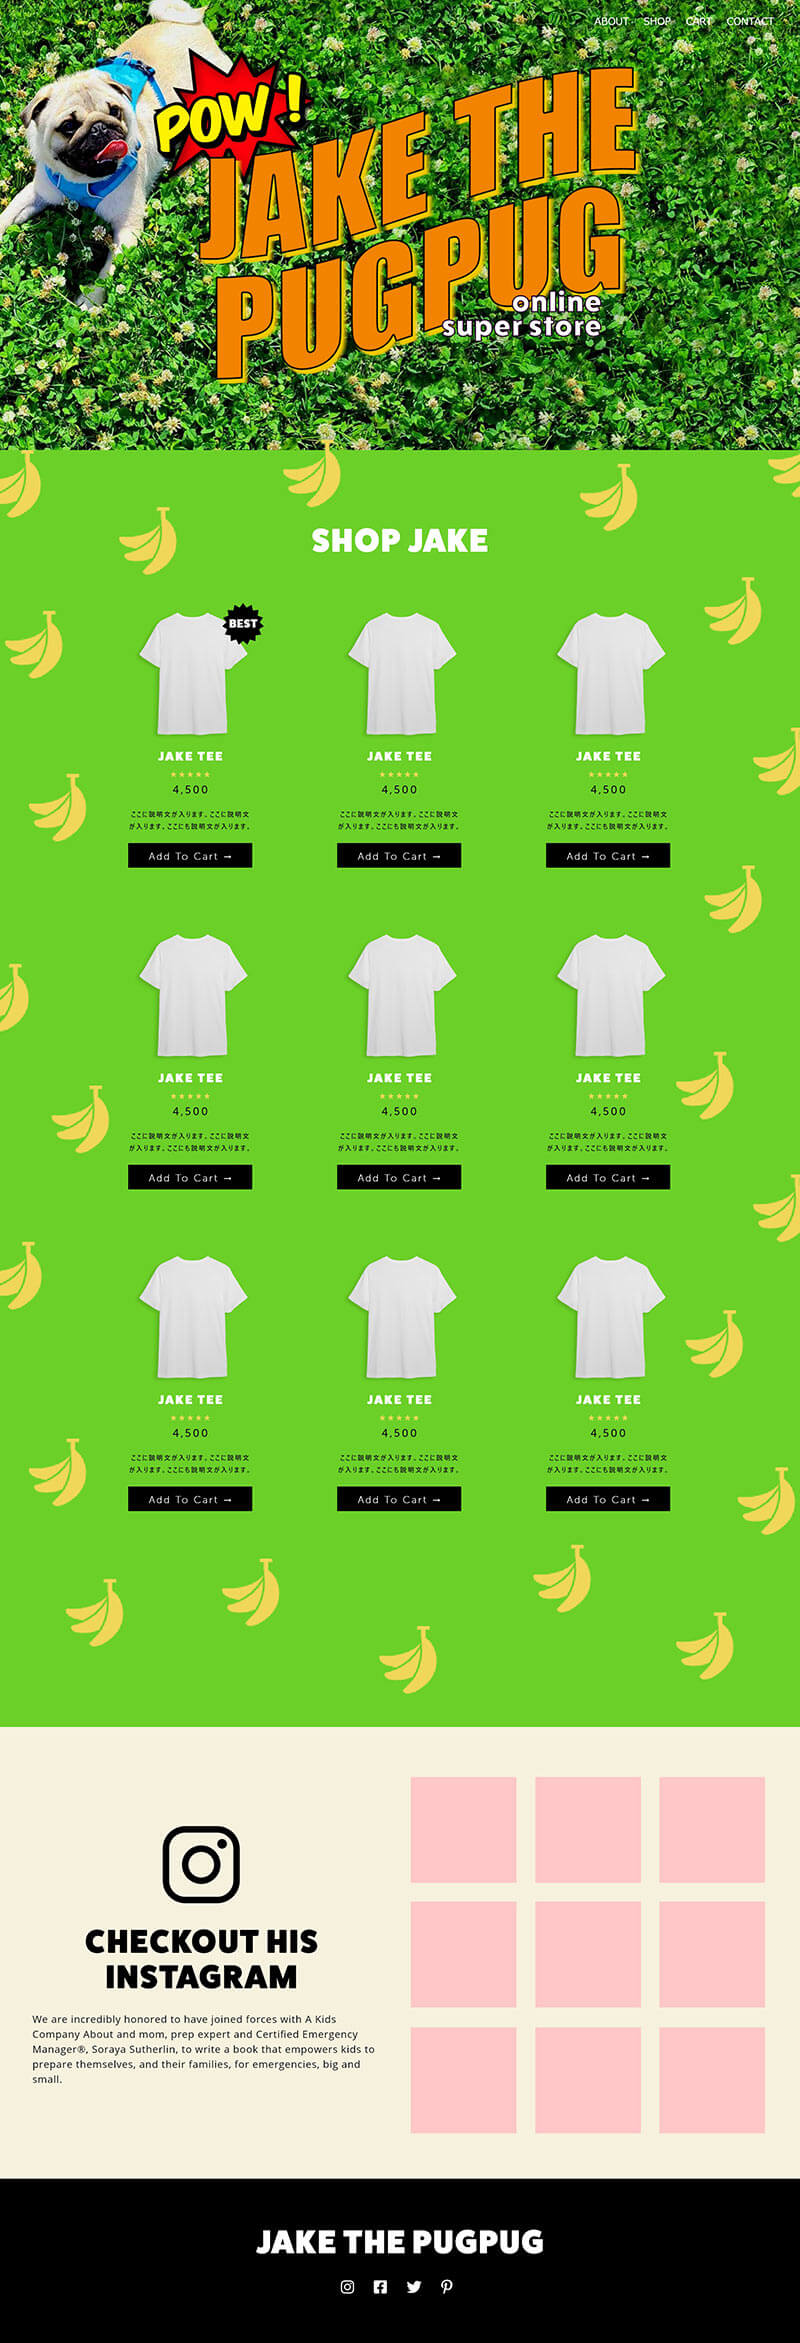 ABOUT SHOP CART CONTACT
POW!
JAKE THE
PUGPUG
online
super store
SHOP JAKE
BEST
JAKE TEE JAKE TEE JAKE TEE
★★★★★ ★★★★★ ★★★★★
4,500 4,500 4,500
ここに説明文が入ります。ここに説明文 ここに説明文が入ります。ここに説明文 ここに説明文が入ります。ここに説明文
が入ります。ここにも説明文が入ります。 が入ります。ここにも説明文が入ります。 が入ります。ここにも説明文が入ります。
Add To Cart → Add To Cart → Add To Cart →
JAKE TEE JAKE TEE JAKE TEE
★★★★★ ★★★★★ ★★★★★
4,500 4,500 4,500
ここに説明文が入ります。ここに説明文 ここに説明文が入ります。ここに説明文 ここに説明文が入ります。ここに説明文
が入ります。ここにも説明文が入ります。 が入ります。ここにも説明文が入ります。 が入ります。ここにも説明文が入ります。
Add To Cart → Add To Cart → Add To Cart →
JAKE TEE JAKE TEE JAKE TEE
★★★★★ ★★★★★ ★★★★★
4,500 4,500 4,500
ここに説明文が入ります。ここに説明文 ここに説明文が入ります。ここに説明文 ここに説明文が入ります。ここに説明文
が入ります。ここにも説明文が入ります。 が入ります。ここにも説明文が入ります。 が入ります。ここにも説明文が入ります。
Add To Cart → Add To Cart → Add To Cart →
CHECKOUT HIS
INSTAGRAM
We are incredibly honored to have joined forces with A Kids
Company About and mom, prep expert and Certified Emergency
Manager®, Soraya Sutherlin, to write a book that empowers kids to
prepare themselves, and their families, for emergencies, big and
small.
JAKE THE PUGPUG